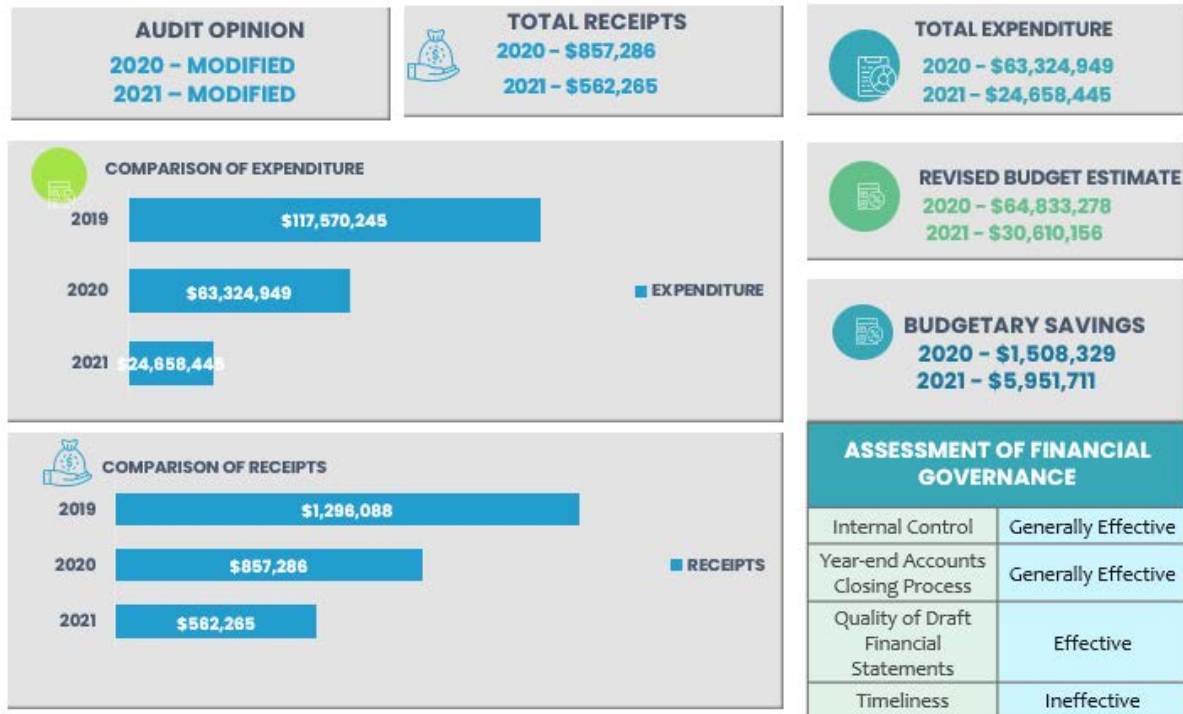 AUDIT OPINION
2020 – MODIFIED
2021 – MODIFIED
TOTAL RECEIPTS
2020 – $857,286
2021 – $562,265
TOTAL EXPENDITURE
2020 – $63,324,949
2021 – $24,658,445
COMPARISON OF EXPENDITURE
2019
$117,570,245
2020
$63,324,949
EXPENDITURE
2021
$24,658,445
REVISED BUDGET ESTIMATE
2020 – $64,833,278
2021 – $30,610,156
BUDGETARY SAVINGS
2020 – $1,508,329
2021 – $5,951,711
COMPARISON OF RECEIPTS
2019
$1,296,088
2020
$857,286
RECEIPTS
2021
$562,265
ASSESSMENT OF FINANCIAL
GOVERNANCE
Internal Control
Generally Effective
Year-end Accounts
Closing Process
Generally Effective
Quality of Draft
Financial
Statements
Effective
Timeliness
Ineffective